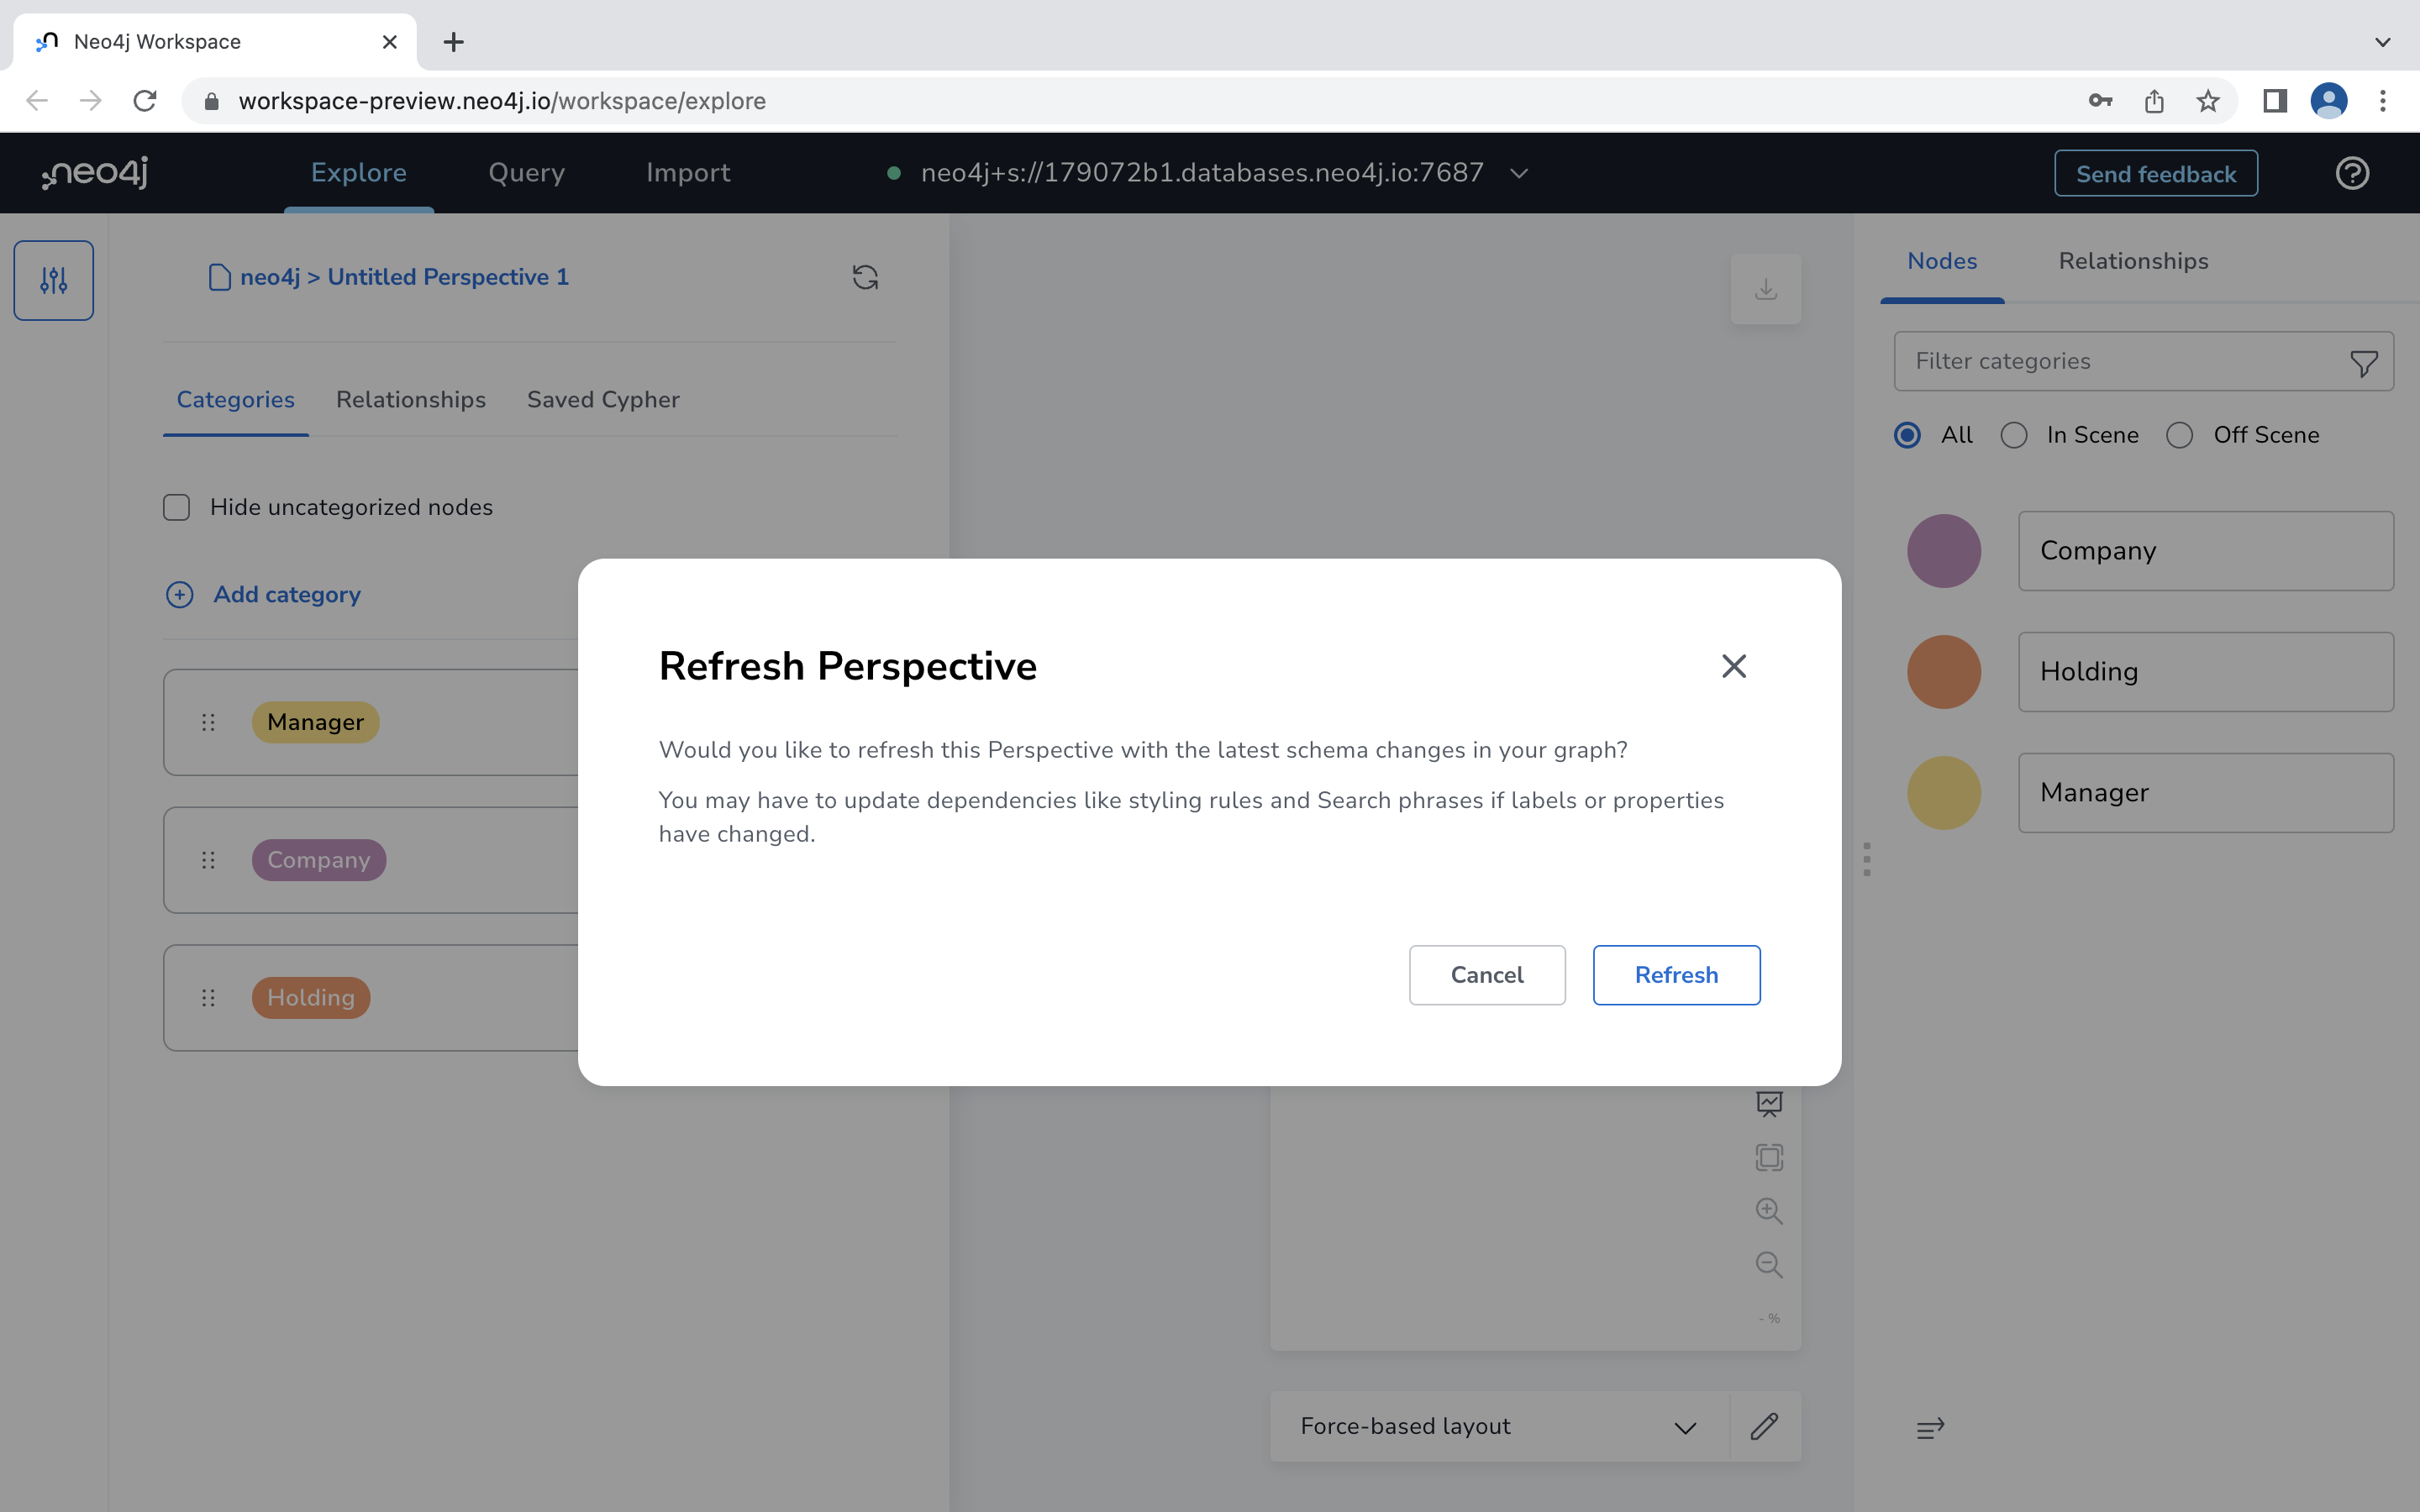 Neo4j Workspace
workspace-preview.neo4j.io/workspace/explore
neo4j
Explore
Query
Import
neo4j+s://179072b1.databases.neo4j.io:7687
Send feedback
neo4j > Untitled Perspective 1
Categories
Relationships
Saved Cypher
Hide uncategorized nodes
Add category
Manager
Company
Holding
Refresh Perspective
Would you like to refresh this Perspective with the latest schema changes in your graph?
You may have to update dependencies like styling rules and Search phrases if labels or properties
have changed.
Cancel
Refresh
- %
Force-based layout
Nodes
Relationships
Filter categories
All
In Scene
Off Scene
Company
Holding
Manager